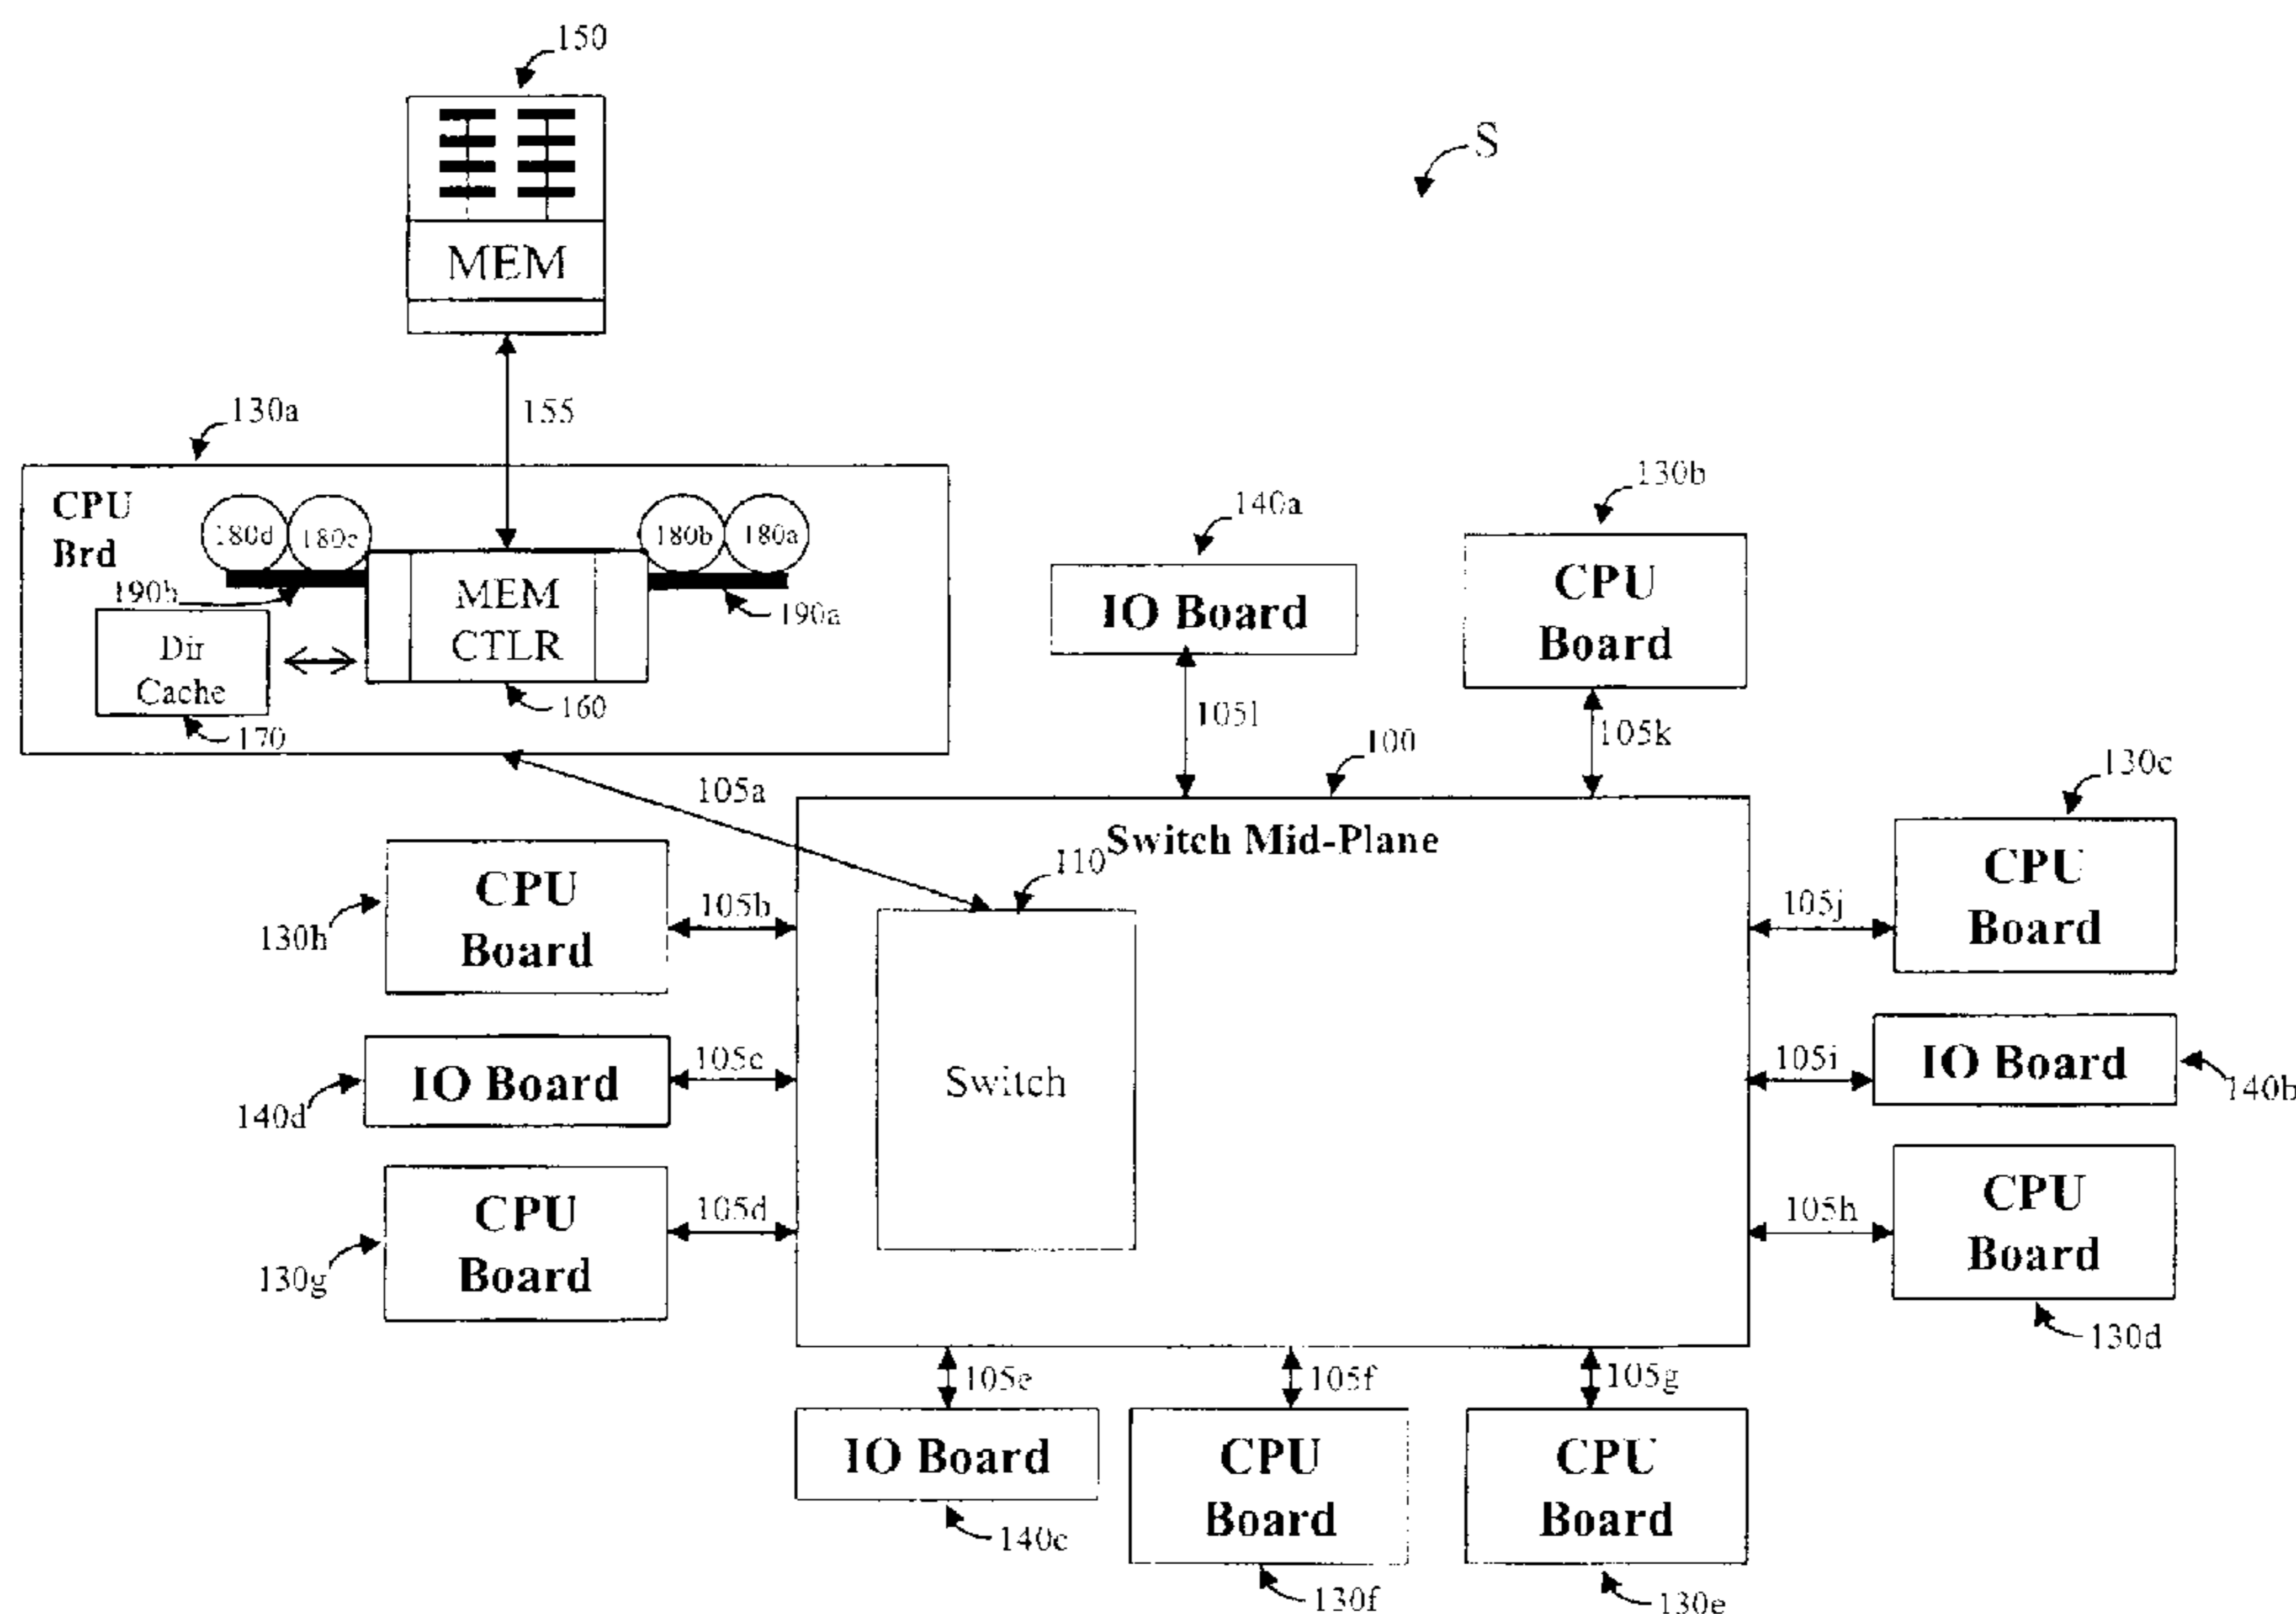 150
S
MEM
155
130a
CPU
Brd
180d
180c
180b
180a
190b
190a
MEM
CTLR
Dir
Cache
160
170
140a
IO Board
130b
CPU
Board
105l
105k
100
105a
130c
Switch Mid-Plane
110
CPU
Board
130h
105b
CPU
Board
105j
IO Board
140d
105c
Switch
105i
IO Board
140b
CPU
Board
130g
105d
105h
CPU
Board
130d
105e
105f
105g
IO Board
140c
CPU
Board
130f
CPU
Board
130e